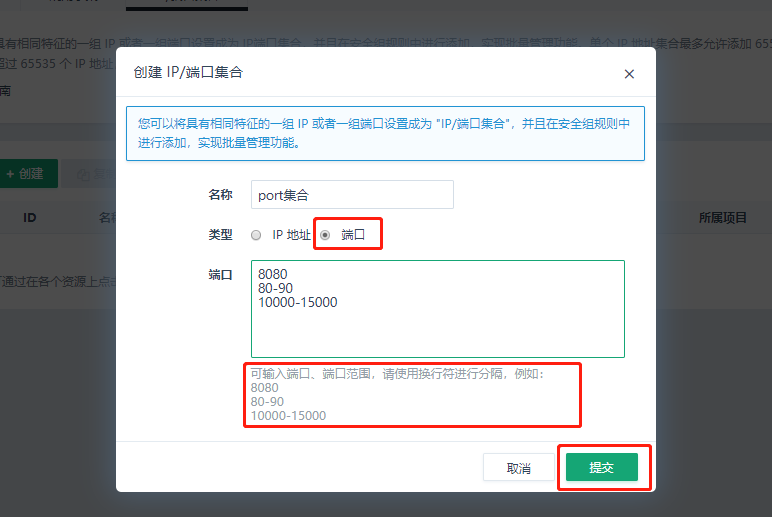 具有相同特征的一组 IP 或者一组端口设置成为 IP/端口集合，并且在安全组规则中进行添加，实现批量管理功能。单个 IP 地址集合最多允许添加 655
超过 65535 个 IP 地址
南
创建 IP/端口集合
×
您可以将具有相同特征的一组 IP 或者一组端口设置成为 "IP/端口集合"，并且在安全组规则中
进行添加，实现批量管理功能。
+ 创建
名称 port集合
ID 名称 所属项目
类型 IP 地址 端口
端口 8080
80-90
10000-15000
可通过在各个资源上点击
可输入端口、端口范围，请使用换行符进行分隔，例如：
8080
80-90
10000-15000
取消 提交